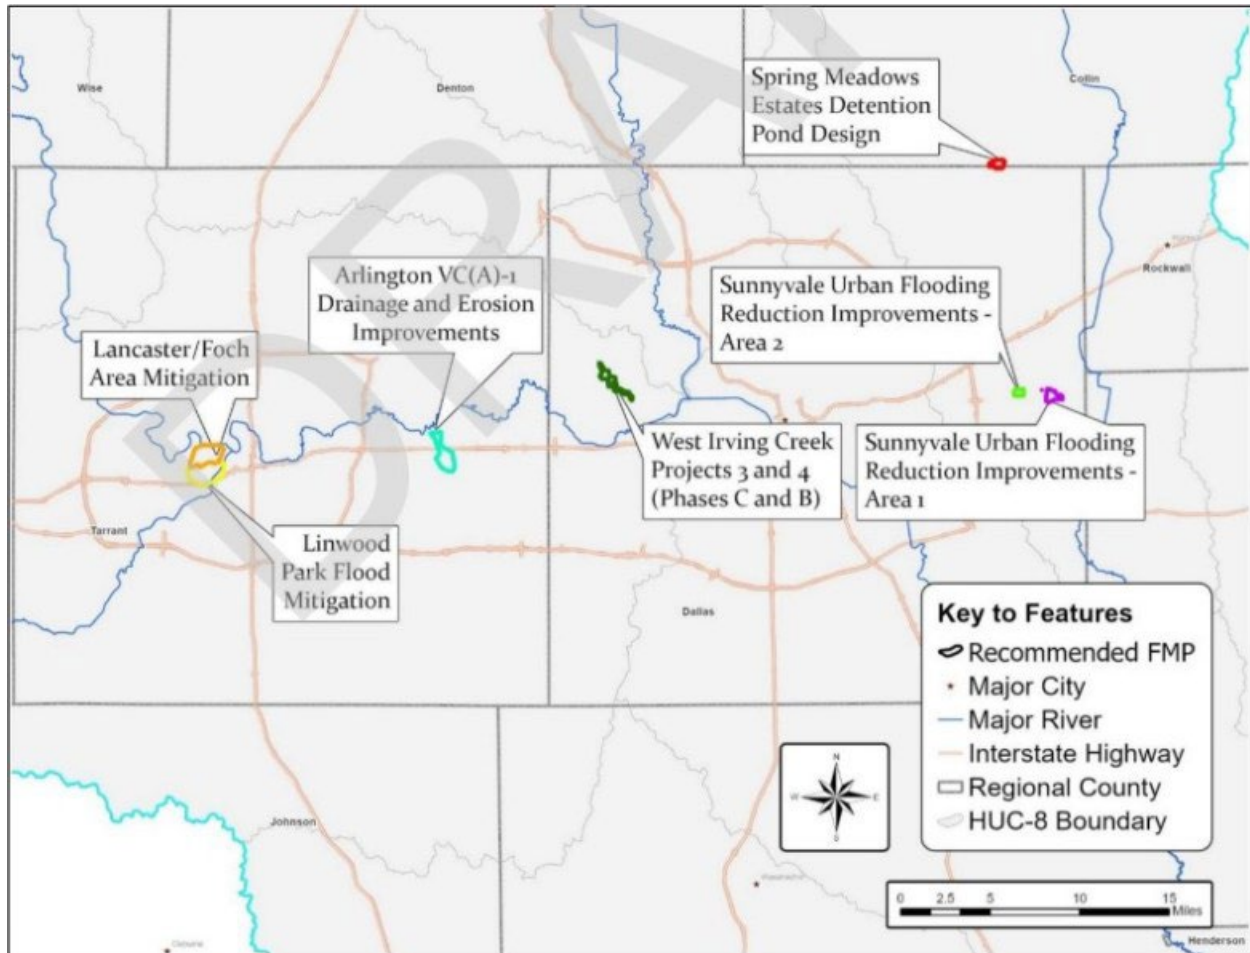 DRA
Wise
Denton
Collin
Spring Meadows
Estates Detention
Pond Design
Rockwall
Arlington VC(A)-1
Drainage and Erosion
Improvements
Sunnyvale Urban Flooding
Reduction Improvements -
Area 2
Lancaster/Foch
Area Mitigation
West Irving Creek
Projects 3 and 4
(Phases C and B)
Sunnyvale Urban Flooding
Reduction Improvements -
Area 1
Tarrant
Linwood
Park Flood
Mitigation
Dallas
Key to Features
Recommended FMP
Major City
Major River
Interstate Highway
Regional County
HUC-8 Boundary
N
W E
S
Johnson
0 2.5 5 10 15
Miles
Henderson